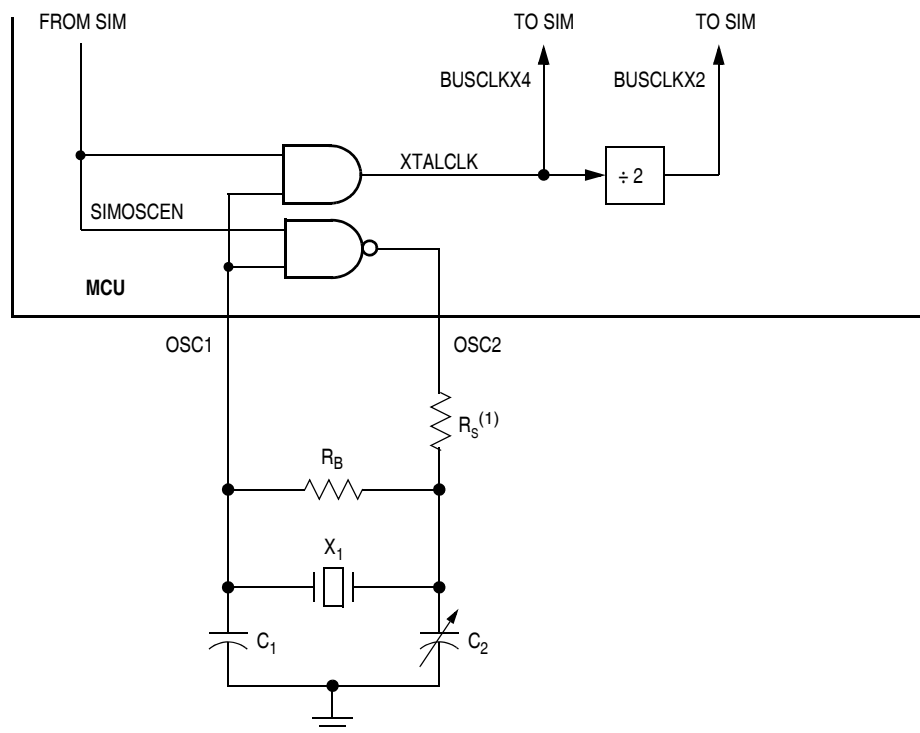 FROM SIM
TO SIM
TO SIM
BUSCLKX4
BUSCLKX2
XTALCLK
÷ 2
SIMOSCEN
MCU
OSC1
OSC2
RS(1)
RB
X1
C1
C2